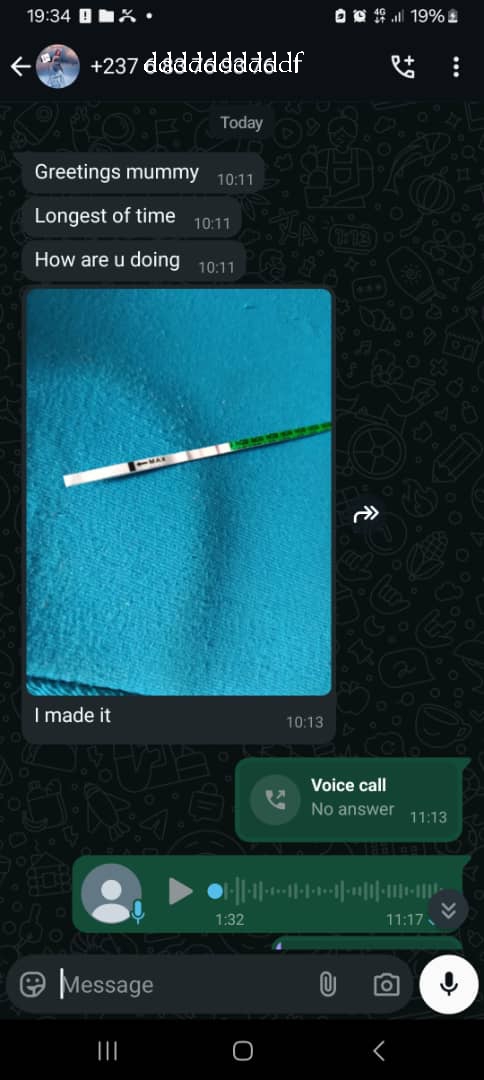 19:34
4G
19%
+237
Today
Greetings mummy 10:11
Longest of time 10:11
How are u doing 10:11
MAX
I made it 10:13
Voice call
No answer 11:13
1:32 11:17
Message